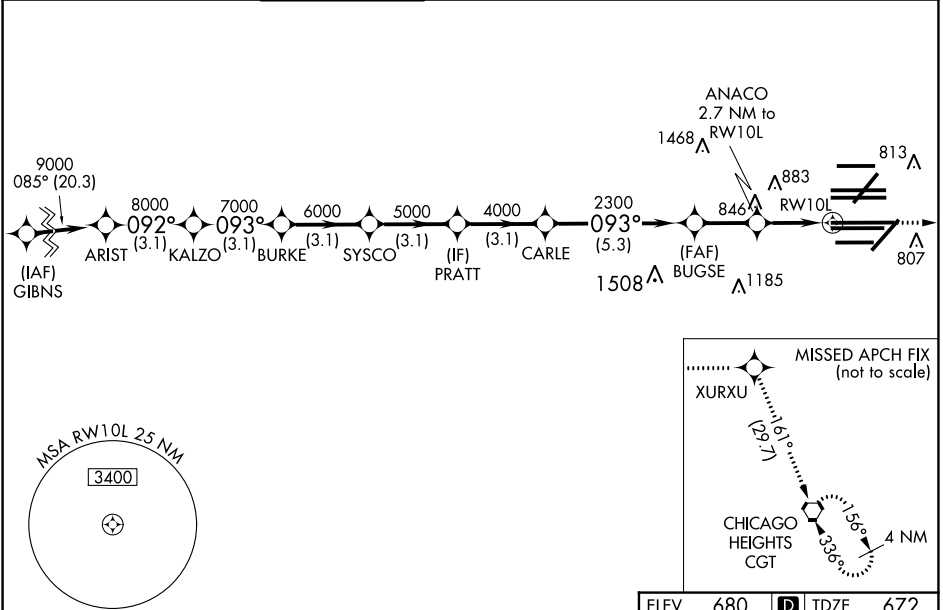 ANACO
2.7 NM to
RW10L
1468
813
883
846
RW10L
807
9000
085° (20.3)
8000
092°
(3.1)
7000
093°
(3.1)
6000
(3.1)
5000
(3.1)
4000
(3.1)
2300
093°
(5.3)
(IAF)
GIBNS
ARIST
KALZO
BURKE
SYSCO
(IF)
PRATT
CARLE
(FAF)
BUGSE
1508
1185
MISSED APCH FIX
(not to scale)
XURXU
161°
(29.7)
CHICAGO
HEIGHTS
CGT
156°
336°
4 NM
MSA RW10L 25 NM
3400
ELEV 680 D TDZE 672